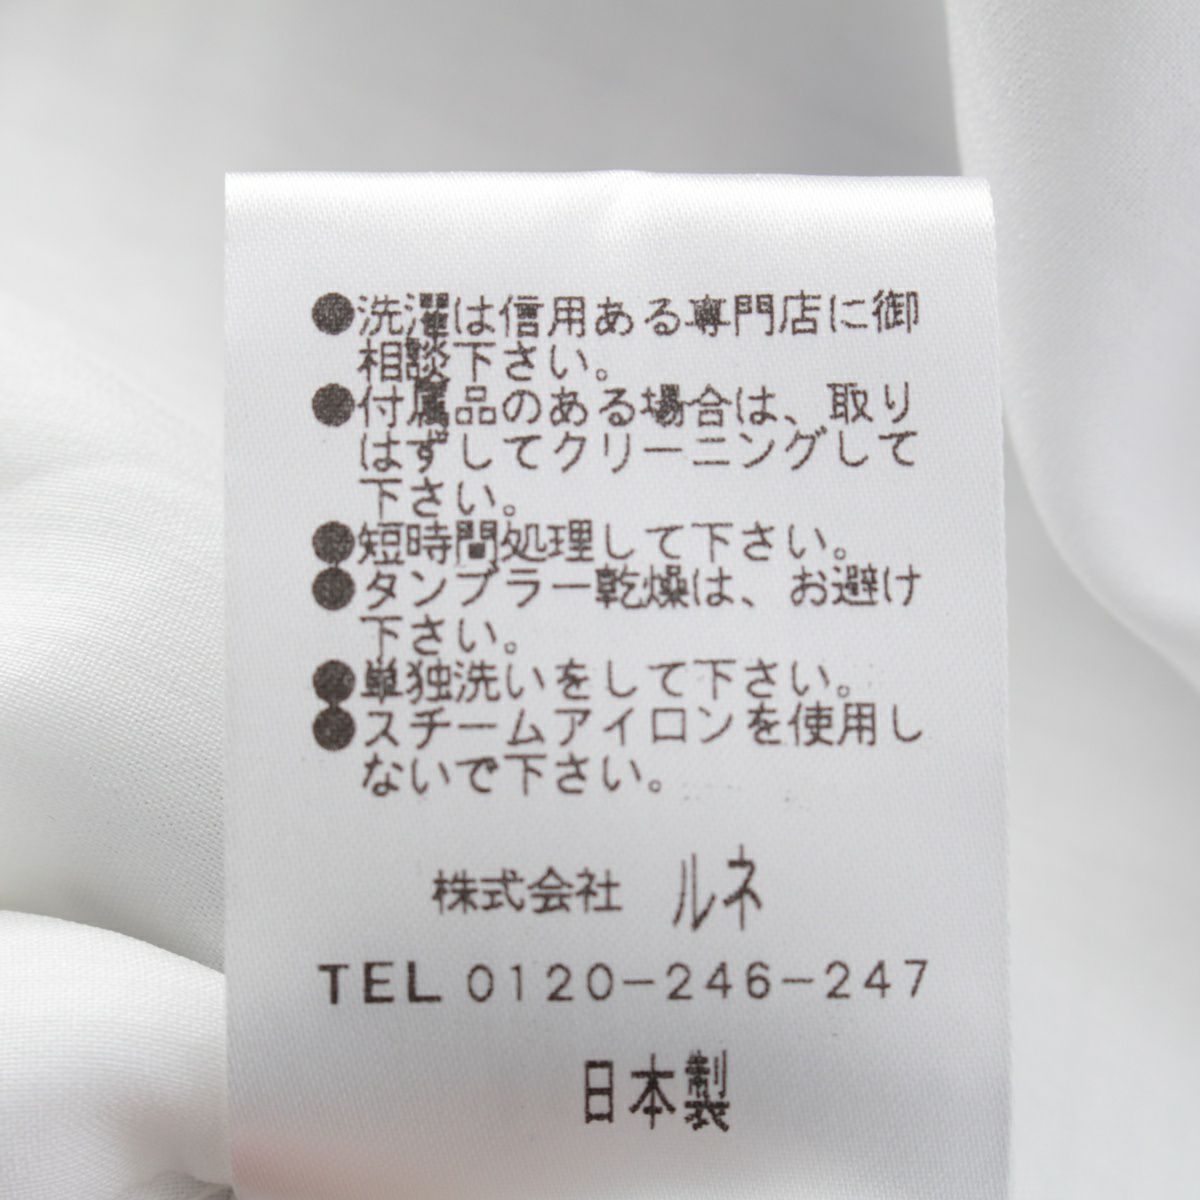 ●洗濯は信用ある専門店に御
相談下さい。
●付属品のある場合は、取り
はずしてクリーニングして
下さい。
●短時間処理して下さい。
●タンブラー乾燥は、お避け
下さい。
●単独洗いをして下さい。
●スチームアイロンを使用し
ないで下さい。
株式会社 ルネ
TEL 0120-246-247
日本製